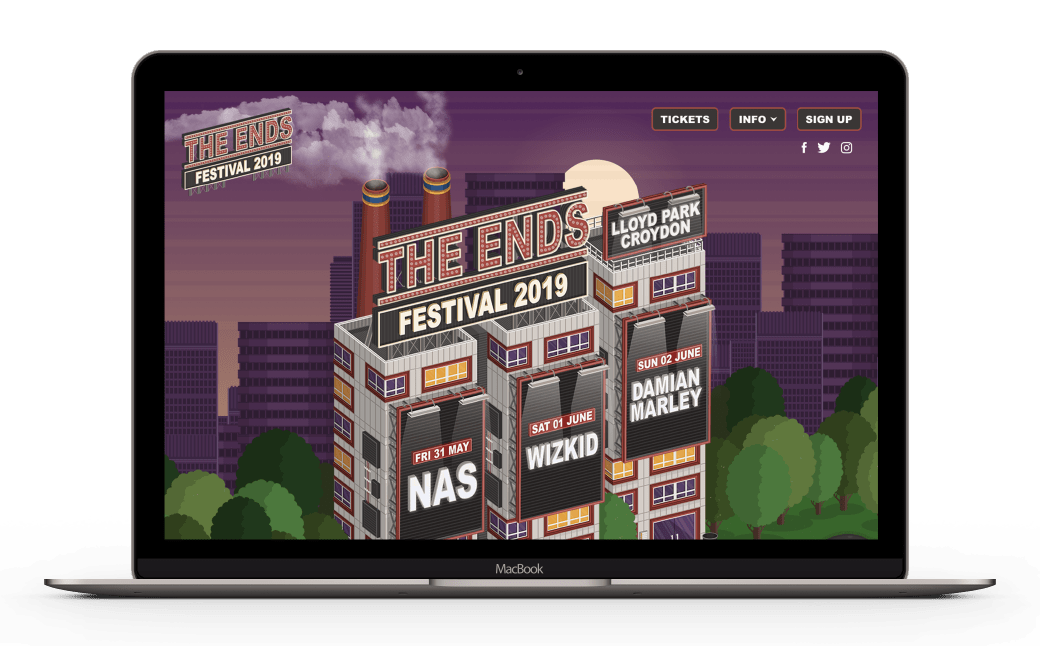 THE ENDS
FESTIVAL 2019
TICKETS
INFO
SIGN UP
LLOYD PARK
CROYDON
THE ENDS
FESTIVAL 2019
SUN 02 JUNE
DAMIAN
MARLEY
SAT 01 JUNE
WIZKID
FRI 31 MAY
NAS
MacBook